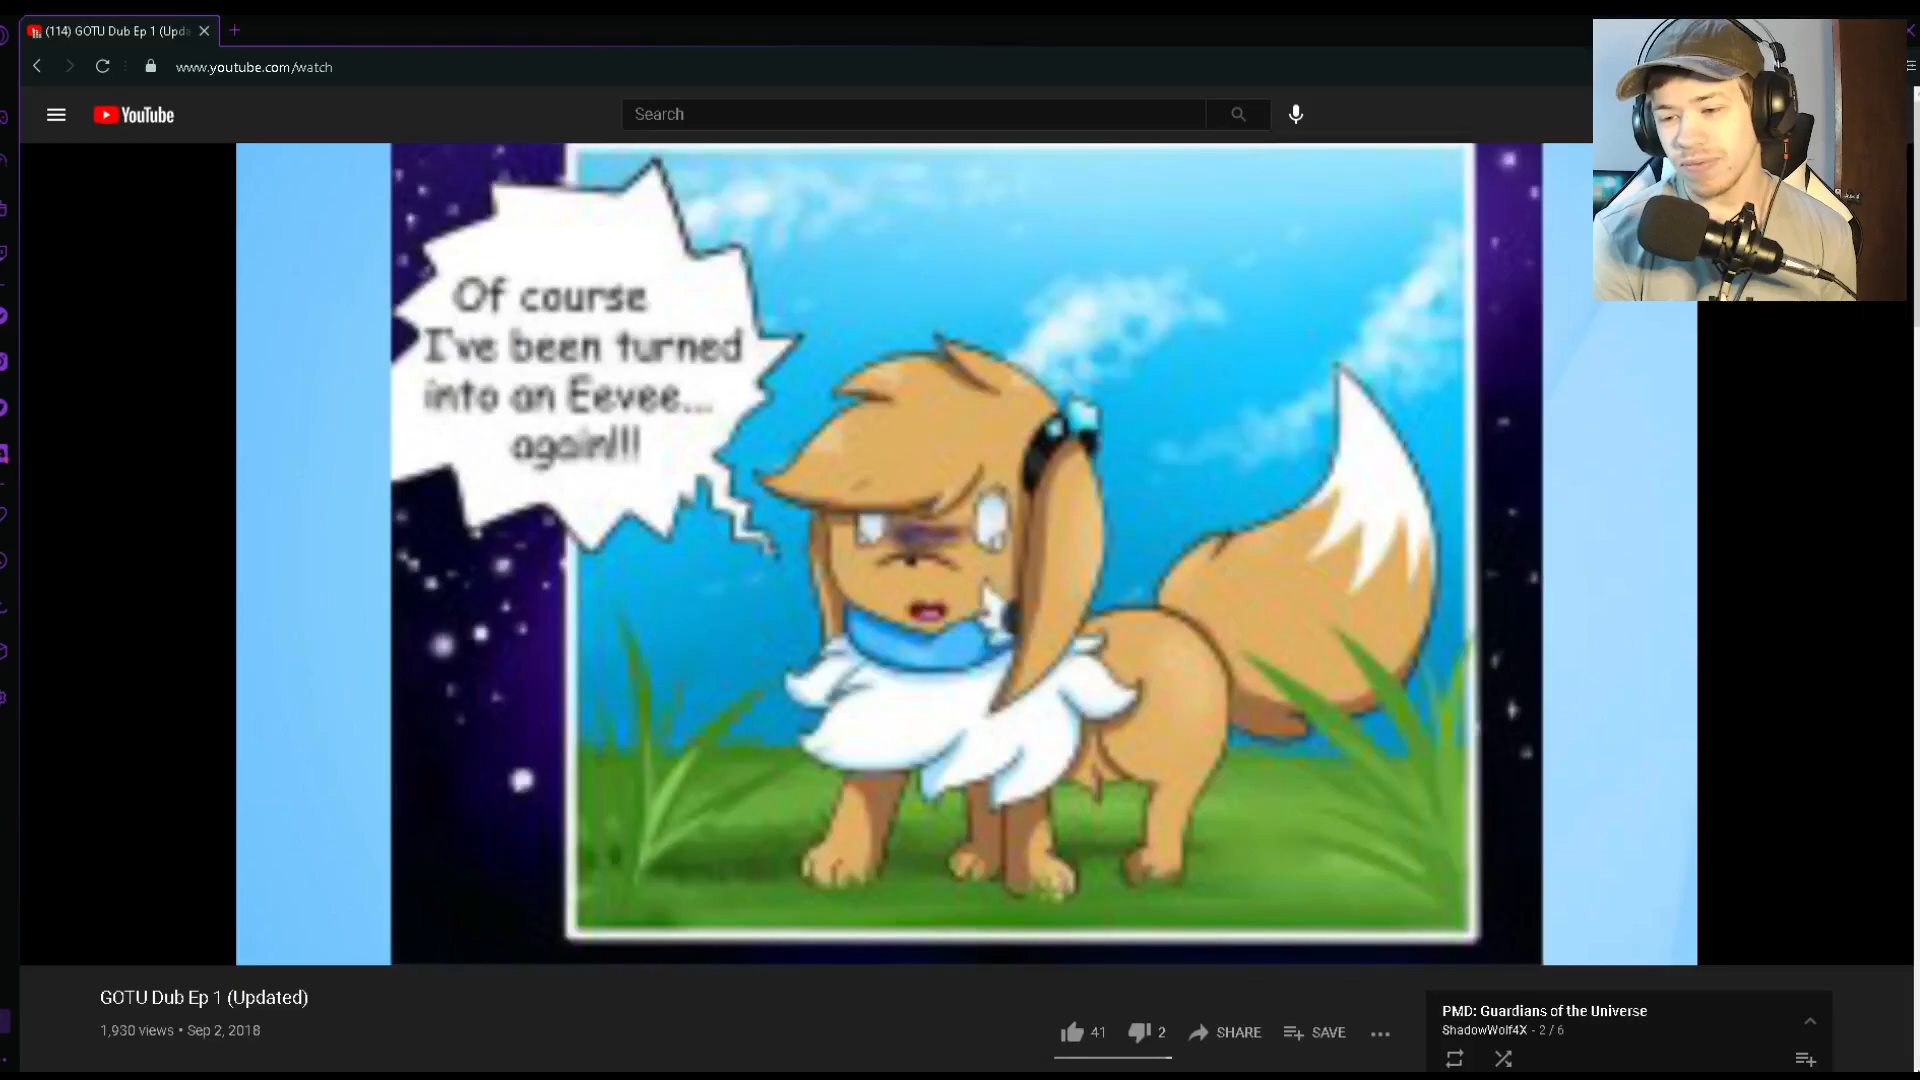 (114) GOTU Dub Ep 1 (Upda
www.youtube.com/watch
YouTube
Search
Of course
I've been turned
into an Eevee...
again!!!
GOTU Dub Ep 1 (Updated)
1,930 views • Sep 2, 2018
41
2
SHARE
SAVE
PMD: Guardians of the Universe
ShadowWolf4X - 2 / 6